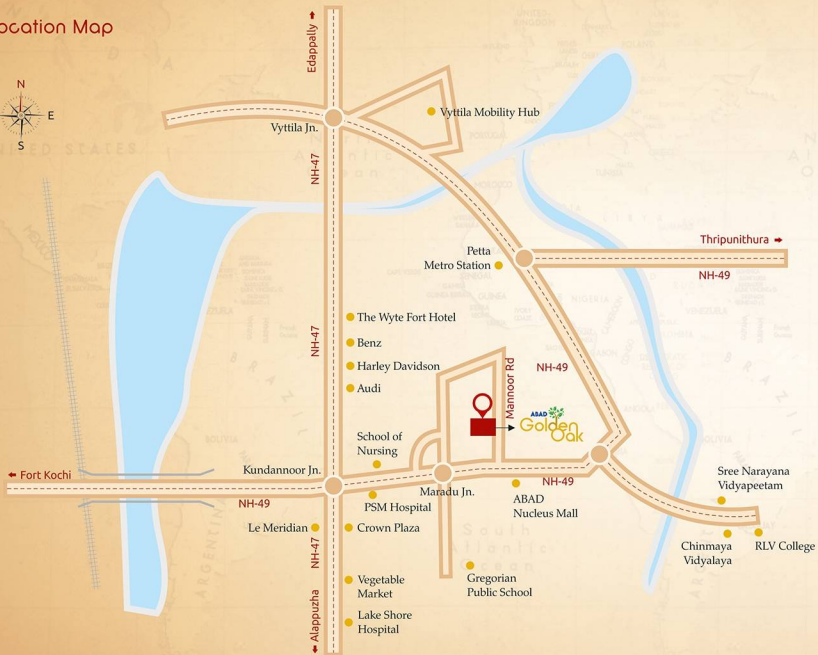 ocation Map
Edappally
N
E
S
Vyttila Mobility Hub
Vyttila Jn.
NH-47
Thripunithura
Petta
Metro Station
NH-49
The Wyte Fort Hotel
NH-47
Benz
Harley Davidson
Audi
NH-49
Mannoor Rd
ABAD
Golden
Oak
School of
Nursing
Kundannoor Jn.
Fort Kochi
Maradu Jn.
NH-49
NH-49
PSM Hospital
ABAD
Nucleus Mall
Sree Narayana
Vidyapeetam
Le Meridian
Crown Plaza
NH-47
Chinmaya
Vidyalaya
RLV College
Vegetable
Market
Gregorian
Public School
Alappuzha
Lake Shore
Hospital